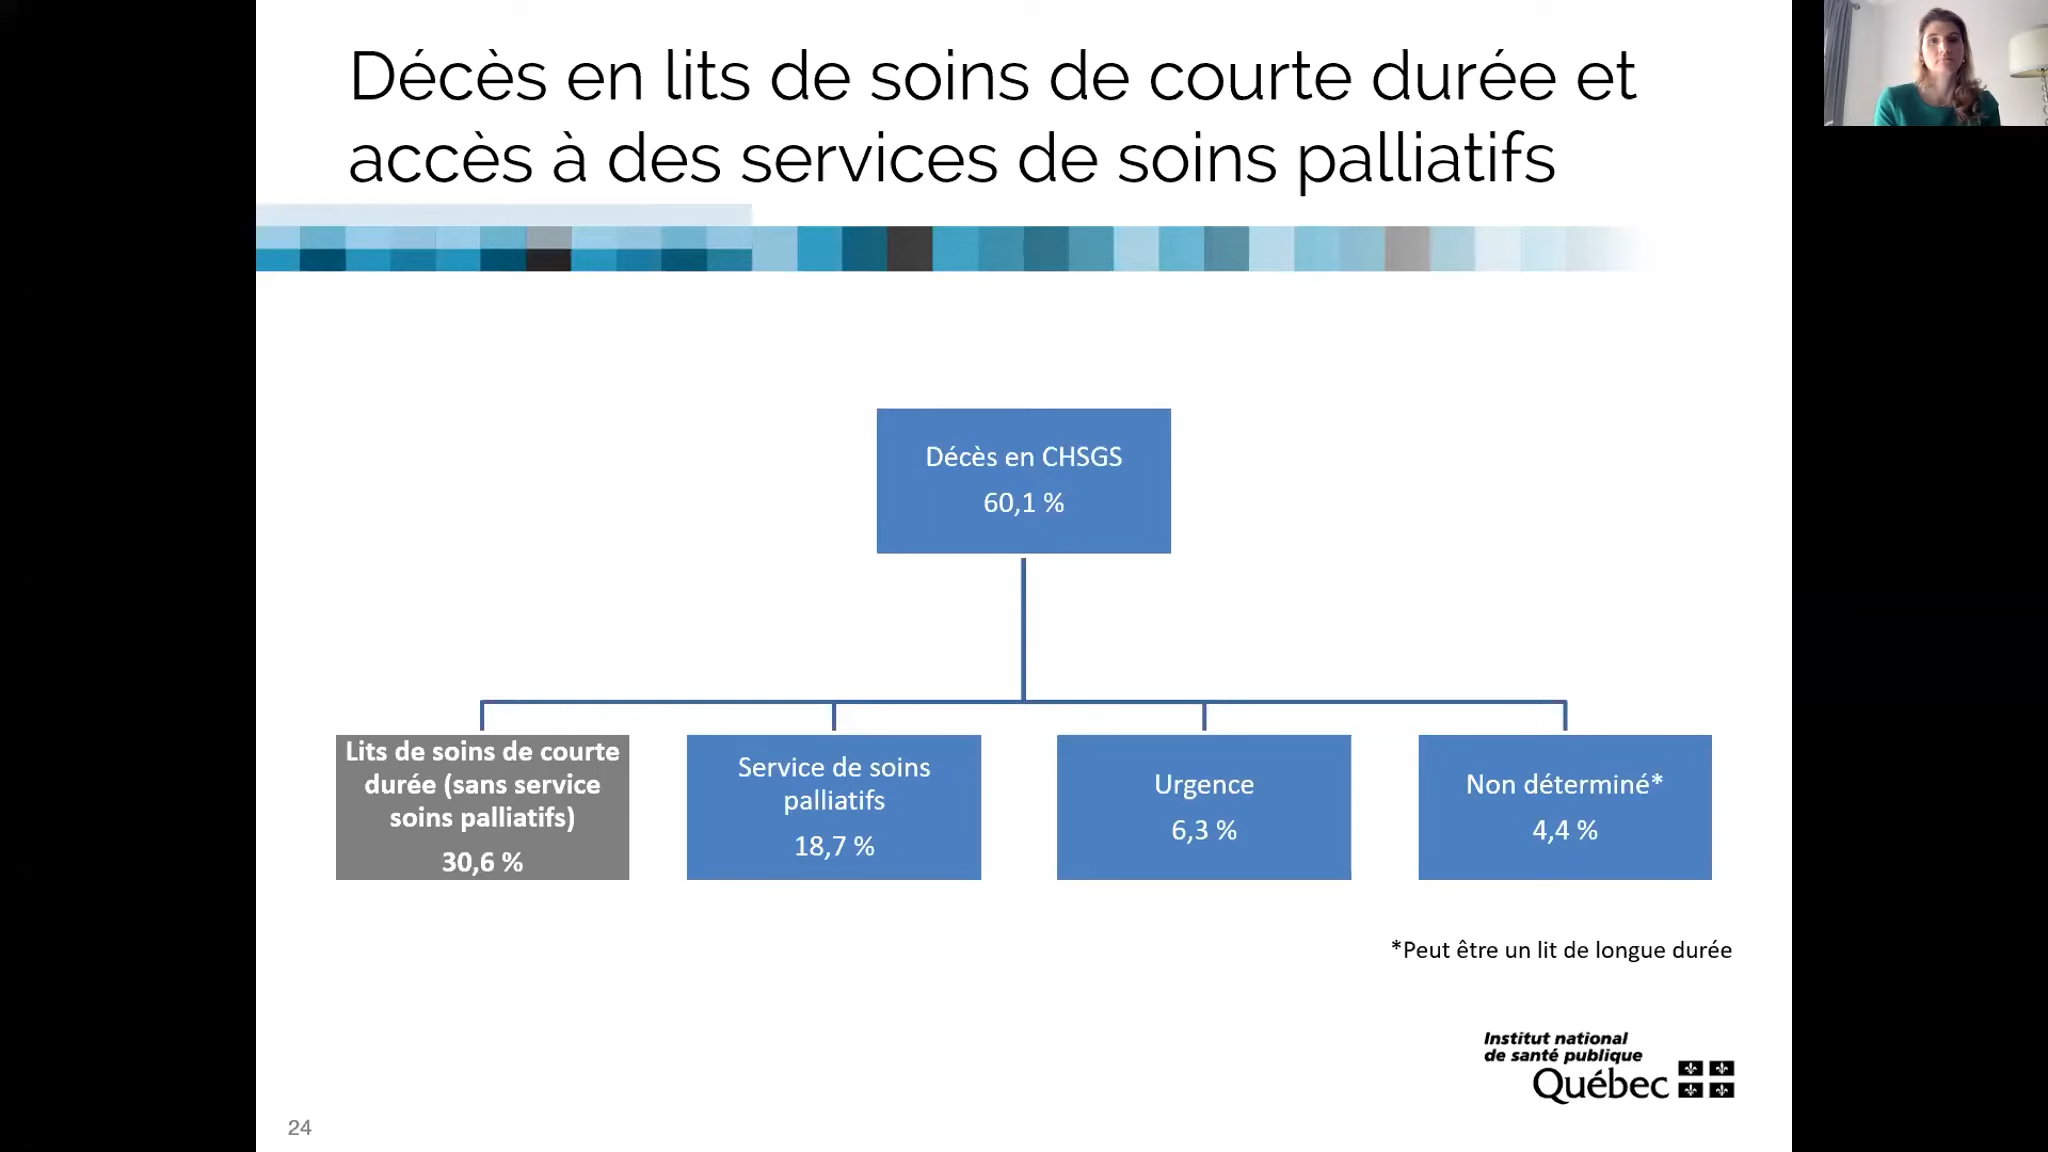 Décès en lits de soins de courte durée et
accès à des services de soins palliatifs
Décès en CHSGS
60,1 %
Lits de soins de courte
durée (sans service
soins palliatifs)
30,6 %
Service de soins
palliatifs
18,7 %
Urgence
6,3 %
Non déterminé*
4,4 %
*Peut être un lit de longue durée
Institut national
de santé publique
Québec
24